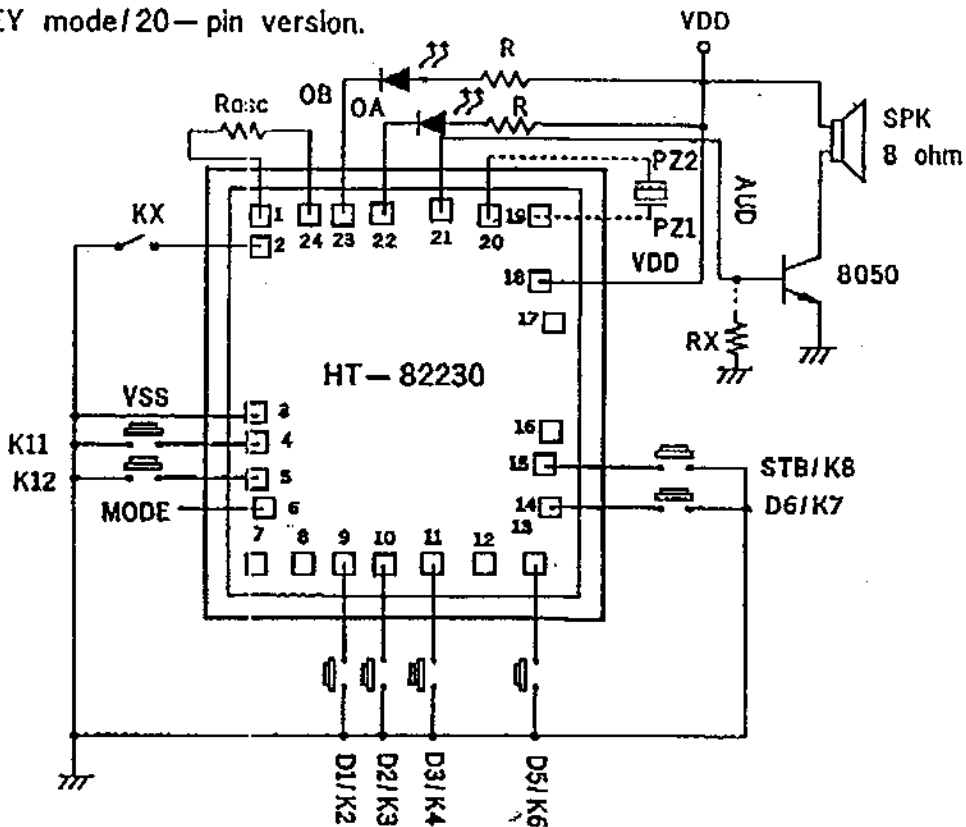 EY mode/20-pin version.
VDD
R
OB
OA
R
Rosc
SPK
8 ohm
PZ2
PZ1
AUD
KX
1
24
23
22
21
20
19
2
VDD
18
8050
17
RX
HT-82230
VSS
3
16
K11
4
15
STB/K8
K12
5
D6/K7
MODE
6
14
13
7
8
9
10
11
12
D1/K2
D2/K3
D3/K4
D5/K6